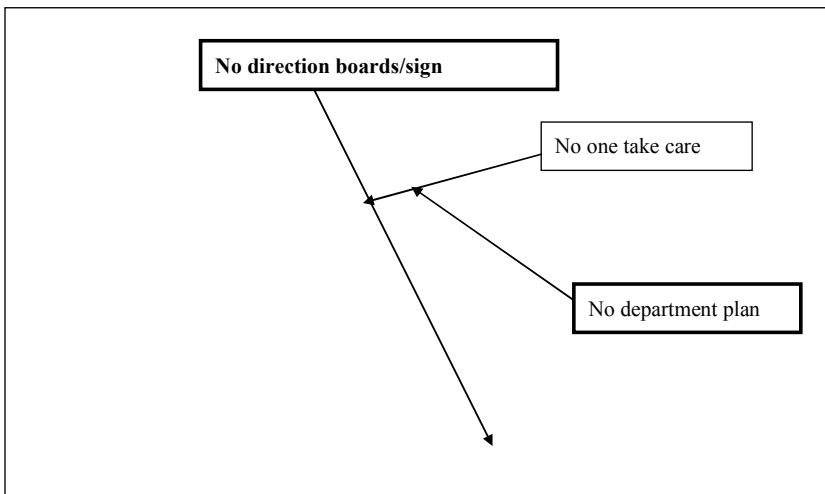 No direction boards/sign
No one take care
No department plan